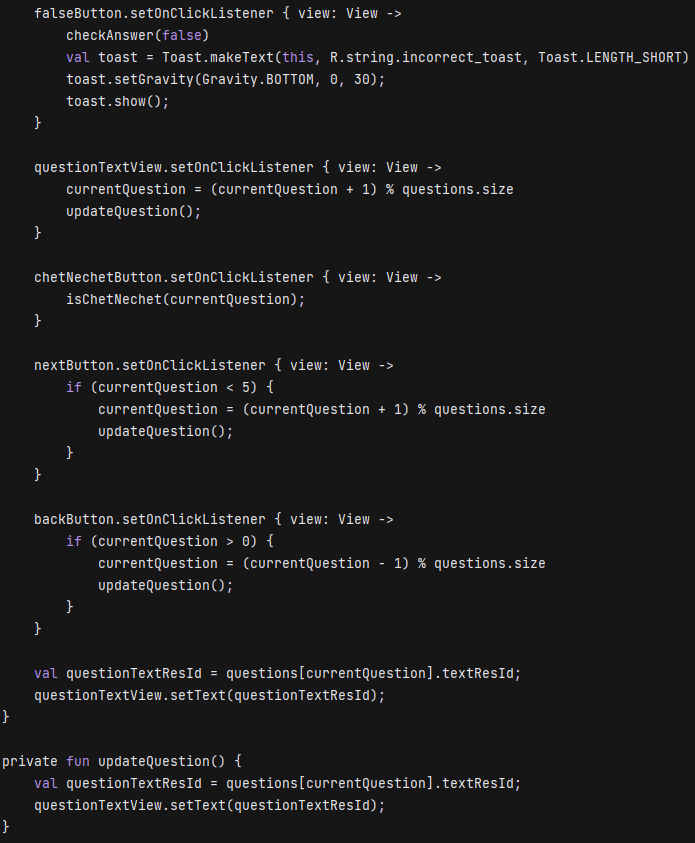 falseButton.setOnClickListener { view: View ->
checkAnswer(false)
val toast = Toast.makeText(this, R.string.incorrect_toast, Toast.LENGTH_SHORT)
toast.setGravity(Gravity.BOTTOM, 0, 30);
toast.show();
}
questionTextView.setOnClickListener { view: View ->
currentQuestion = (currentQuestion + 1) % questions.size
updateQuestion();
}
chetNechetButton.setOnClickListener { view: View ->
isChetNechet(currentQuestion);
}
nextButton.setOnClickListener { view: View ->
if (currentQuestion < 5) {
currentQuestion = (currentQuestion + 1) % questions.size
updateQuestion();
}
}
backButton.setOnClickListener { view: View ->
if (currentQuestion > 0) {
currentQuestion = (currentQuestion - 1) % questions.size
updateQuestion();
}
}
val questionTextResId = questions[currentQuestion].textResId;
questionTextView.setText(questionTextResId);
}
private fun updateQuestion() {
val questionTextResId = questions[currentQuestion].textResId;
questionTextView.setText(questionTextResId);
}